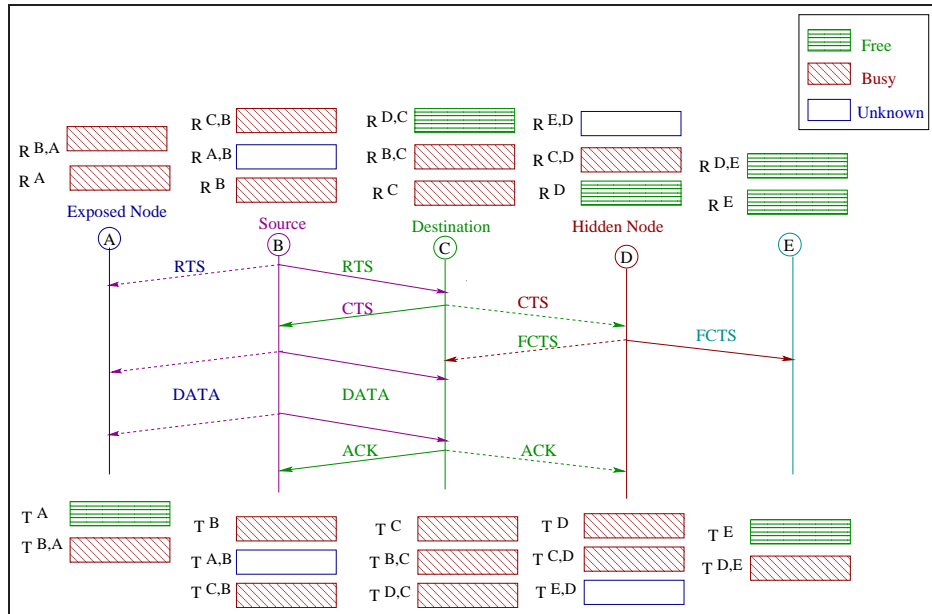 Free
Busy
Unknown
R B,A
R A
R C,B
R A,B
R B
R D,C
R B,C
R C
R E,D
R C,D
R D
R D,E
R E
Exposed Node
Source
Destination
Hidden Node
A
B
C
D
E
RTS
RTS
CTS
CTS
FCTS
FCTS
DATA
DATA
ACK
ACK
T A
T B,A
T B
T A,B
T C,B
T C
T B,C
T D,C
T D
T C,D
T E,D
T E
T D,E